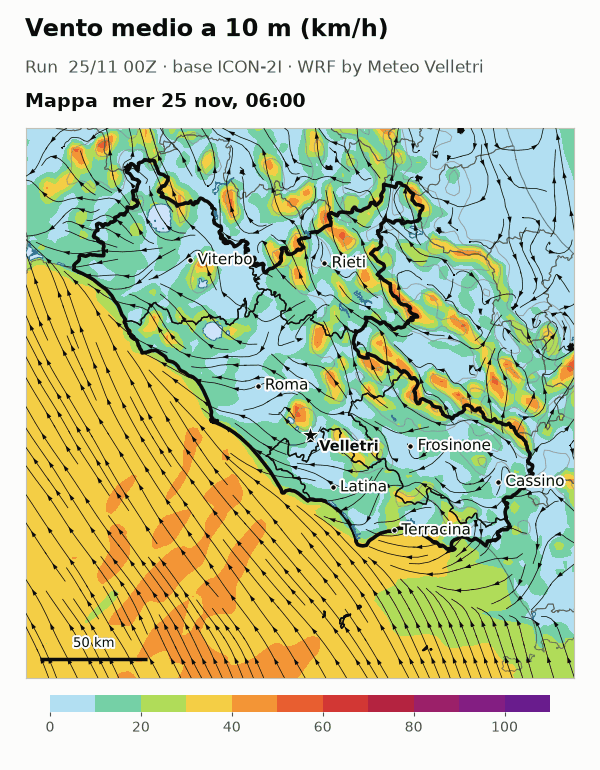 Vento medio a 10 m (km/h)
Run  25/11 00Z · base ICON-2I · WRF by Meteo Velletri
Mappa  mer 25 nov, 06:00
Viterbo
Rieti
Roma
Velletri
Frosinone
Latina
Cassino
Terracina
50 km
0 20 40 60 80 100